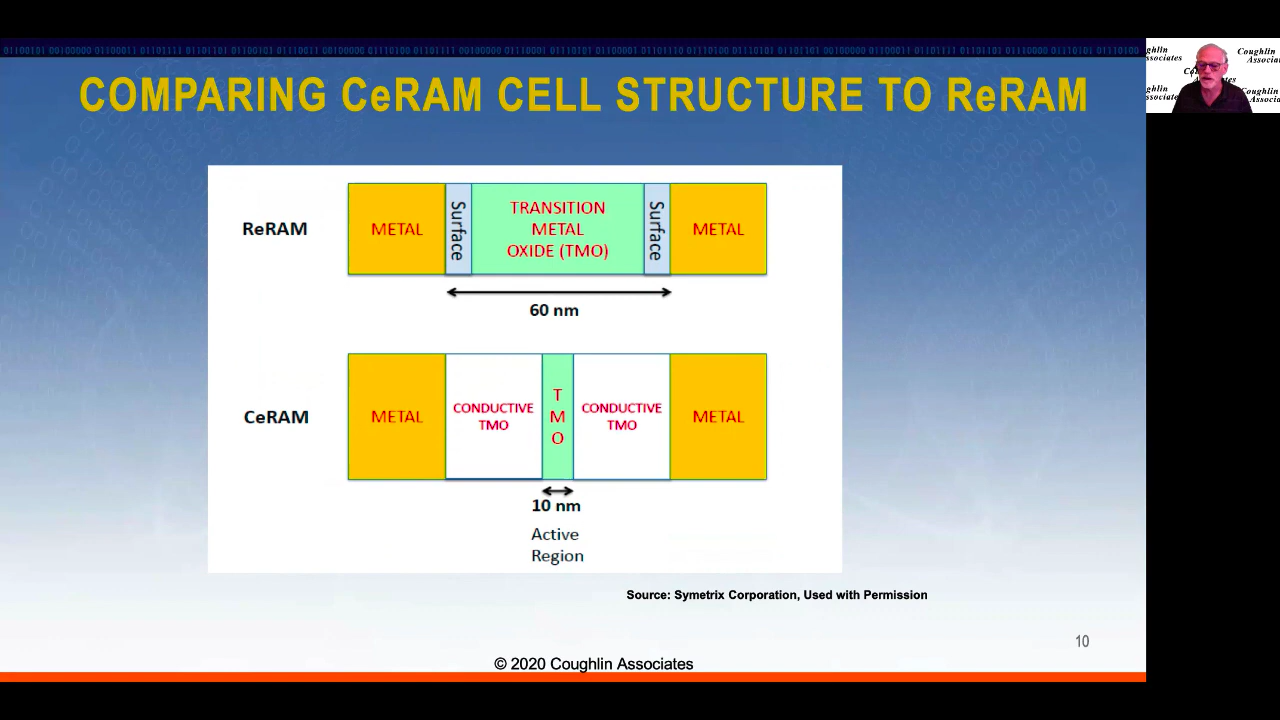 COMPARING CeRAM CELL STRUCTURE TO ReRAM
ReRAM
METAL
Surface
TRANSITION
METAL
OXIDE (TMO)
Surface
METAL
60 nm
CeRAM
METAL
CONDUCTIVE
TMO
T
M
O
CONDUCTIVE
TMO
METAL
10 nm
Active
Region
Source: Symetrix Corporation, Used with Permission
10
© 2020 Coughlin Associates
Coughlin
Associates